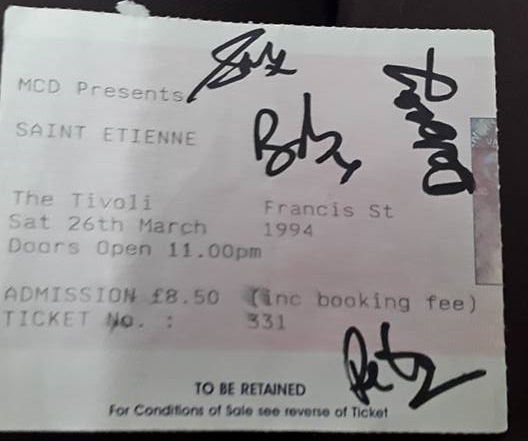 MCD Presents
SAINT ETIENNE
Bob x
The Tivoli Francis St
Sat 26th March 1994
Doors Open 11.00pm
ADMISSION £8.50 (inc booking fee)
TICKET No. : 331
TO BE RETAINED
For Conditions of Sale see reverse of Ticket